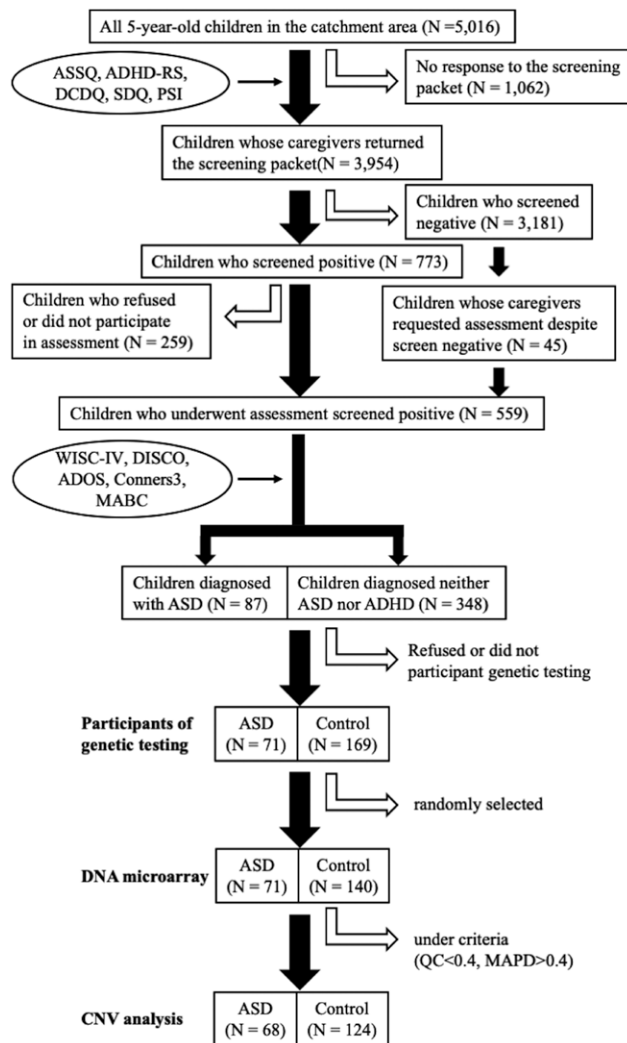 All 5-year-old children in the catchment area (N =5,016)
ASSQ, ADHD-RS,
DCDQ, SDQ, PSI
No response to the screening
packet (N = 1,062)
Children whose caregivers returned
the screening packet(N = 3,954)
Children who screened
negative (N = 3,181)
Children who screened positive (N = 773)
Children who refused
or did not participate
in assessment (N = 259)
Children whose caregivers
requested assessment despite
screen negative (N = 45)
Children who underwent assessment screened positive (N = 559)
WISC-IV, DISCO,
ADOS, Conners3,
MABC
Children diagnosed
with ASD (N = 87)
Children diagnosed neither
ASD nor ADHD (N = 348)
Refused or did not
participant genetic testing
Participants of
genetic testing
ASD
(N = 71)
Control
(N = 169)
randomly selected
DNA microarray
ASD
(N = 71)
Control
(N = 140)
under criteria
(QC<0.4, MAPD>0.4)
CNV analysis
ASD
(N = 68)
Control
(N = 124)